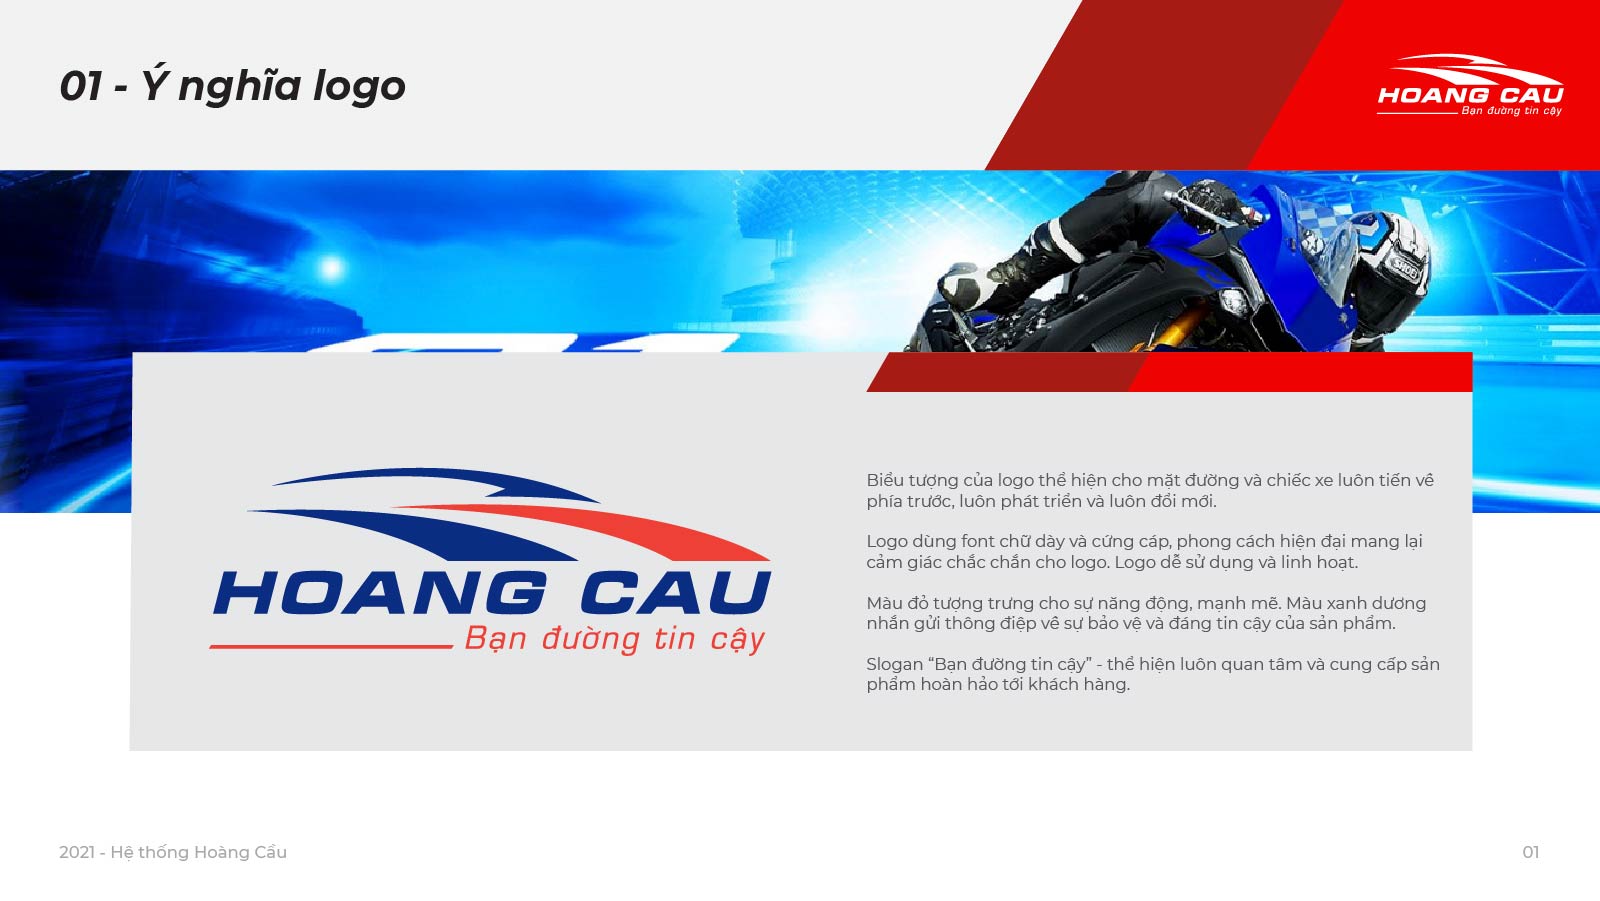 01 - Ý nghĩa logo
HOANG CAU
Bạn đường tin cậy
SHOEI
HOANG CAU
Bạn đường tin cậy
Biểu tượng của logo thể hiện cho mặt đường và chiếc xe luôn tiến về
phía trước, luôn phát triển và luôn đổi mới.
Logo dùng font chữ dày và cứng cáp, phong cách hiện đại mang lại
cảm giác chắc chắn cho logo. Logo dễ sử dụng và linh hoạt.
Màu đỏ tượng trưng cho sự năng động, mạnh mẽ. Màu xanh dương
nhắn gửi thông điệp về sự bảo vệ và đáng tin cậy của sản phẩm.
Slogan “Bạn đường tin cậy” - thể hiện luôn quan tâm và cung cấp sản
phẩm hoàn hảo tới khách hàng.
2021 - Hệ thống Hoàng Cầu
01